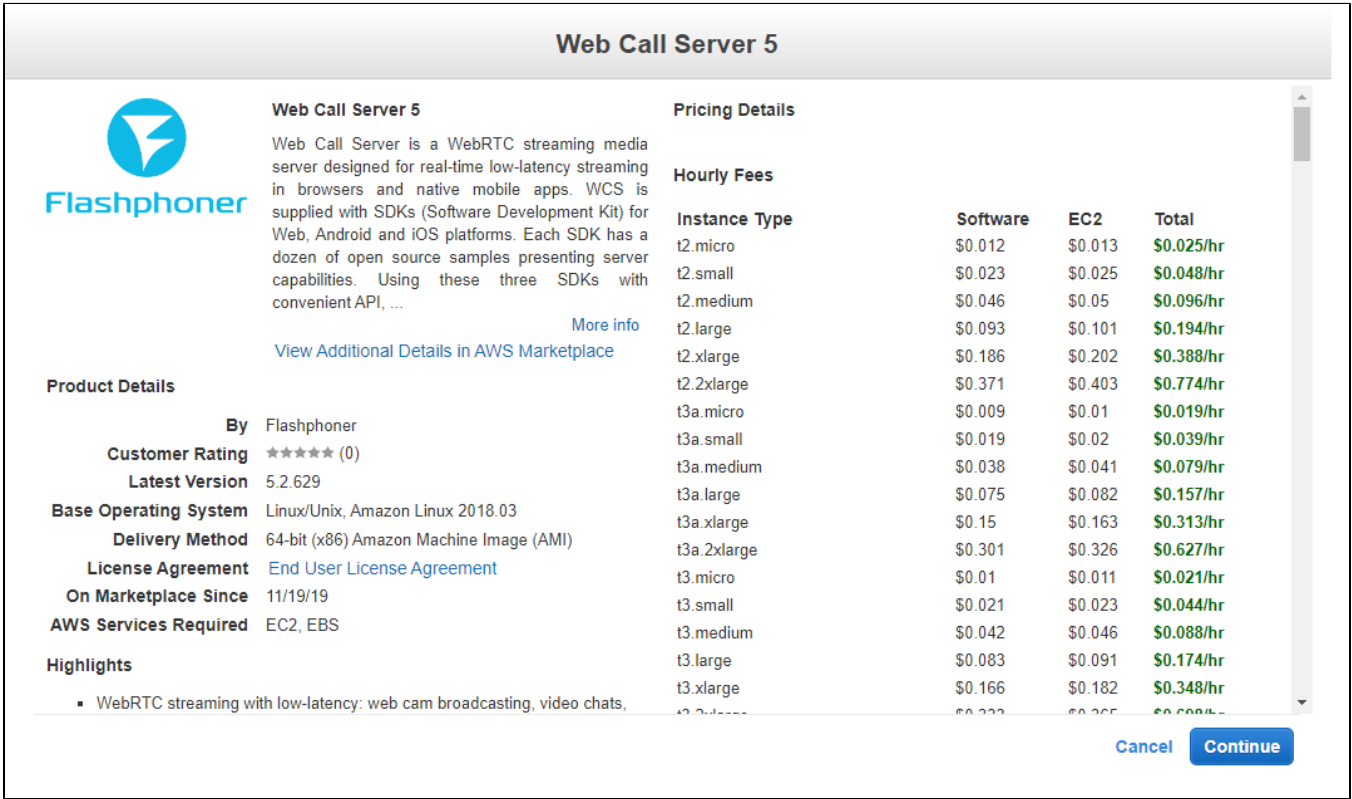 Web Call Server 5
Flashphoner
Web Call Server 5
Web Call Server is a WebRTC streaming media
server designed for real-time low-latency streaming
in browsers and native mobile apps. WCS is
supplied with SDKs (Software Development Kit) for
Web, Android and iOS platforms. Each SDK has a
dozen of open source samples presenting server
capabilities. Using these three SDKs with
convenient API, ...
More info
View Additional Details in AWS Marketplace
Product Details
By Flashphoner
Customer Rating ★★★★★ (0)
Latest Version 5.2.629
Base Operating System Linux/Unix, Amazon Linux 2018.03
Delivery Method 64-bit (x86) Amazon Machine Image (AMI)
License Agreement End User License Agreement
On Marketplace Since 11/19/19
AWS Services Required EC2, EBS
Highlights
▪ WebRTC streaming with low-latency: web cam broadcasting, video chats,
Pricing Details
Hourly Fees
Instance Type Software EC2 Total
t2.micro $0.012 $0.013 $0.025/hr
t2.small $0.023 $0.025 $0.048/hr
t2.medium $0.046 $0.05 $0.096/hr
t2.large $0.093 $0.101 $0.194/hr
t2.xlarge $0.186 $0.202 $0.388/hr
t2.2xlarge $0.371 $0.403 $0.774/hr
t3a.micro $0.009 $0.01 $0.019/hr
t3a.small $0.019 $0.02 $0.039/hr
t3a.medium $0.038 $0.041 $0.079/hr
t3a.large $0.075 $0.082 $0.157/hr
t3a.xlarge $0.15 $0.163 $0.313/hr
t3a.2xlarge $0.301 $0.326 $0.627/hr
t3.micro $0.01 $0.011 $0.021/hr
t3.small $0.021 $0.023 $0.044/hr
t3.medium $0.042 $0.046 $0.088/hr
t3.large $0.083 $0.091 $0.174/hr
t3.xlarge $0.166 $0.182 $0.348/hr
Cancel Continue